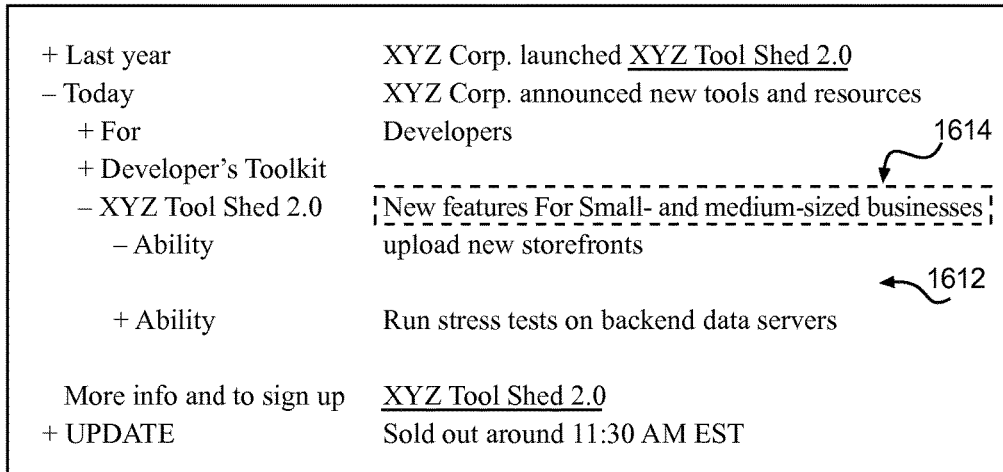 + Last year XYZ Corp. launched XYZ Tool Shed 2.0
– Today XYZ Corp. announced new tools and resources
+ For Developers 1614
+ Developer's Toolkit
– XYZ Tool Shed 2.0 New features For Small- and medium-sized businesses
– Ability upload new storefronts
1612
+ Ability Run stress tests on backend data servers
More info and to sign up XYZ Tool Shed 2.0
+ UPDATE Sold out around 11:30 AM EST